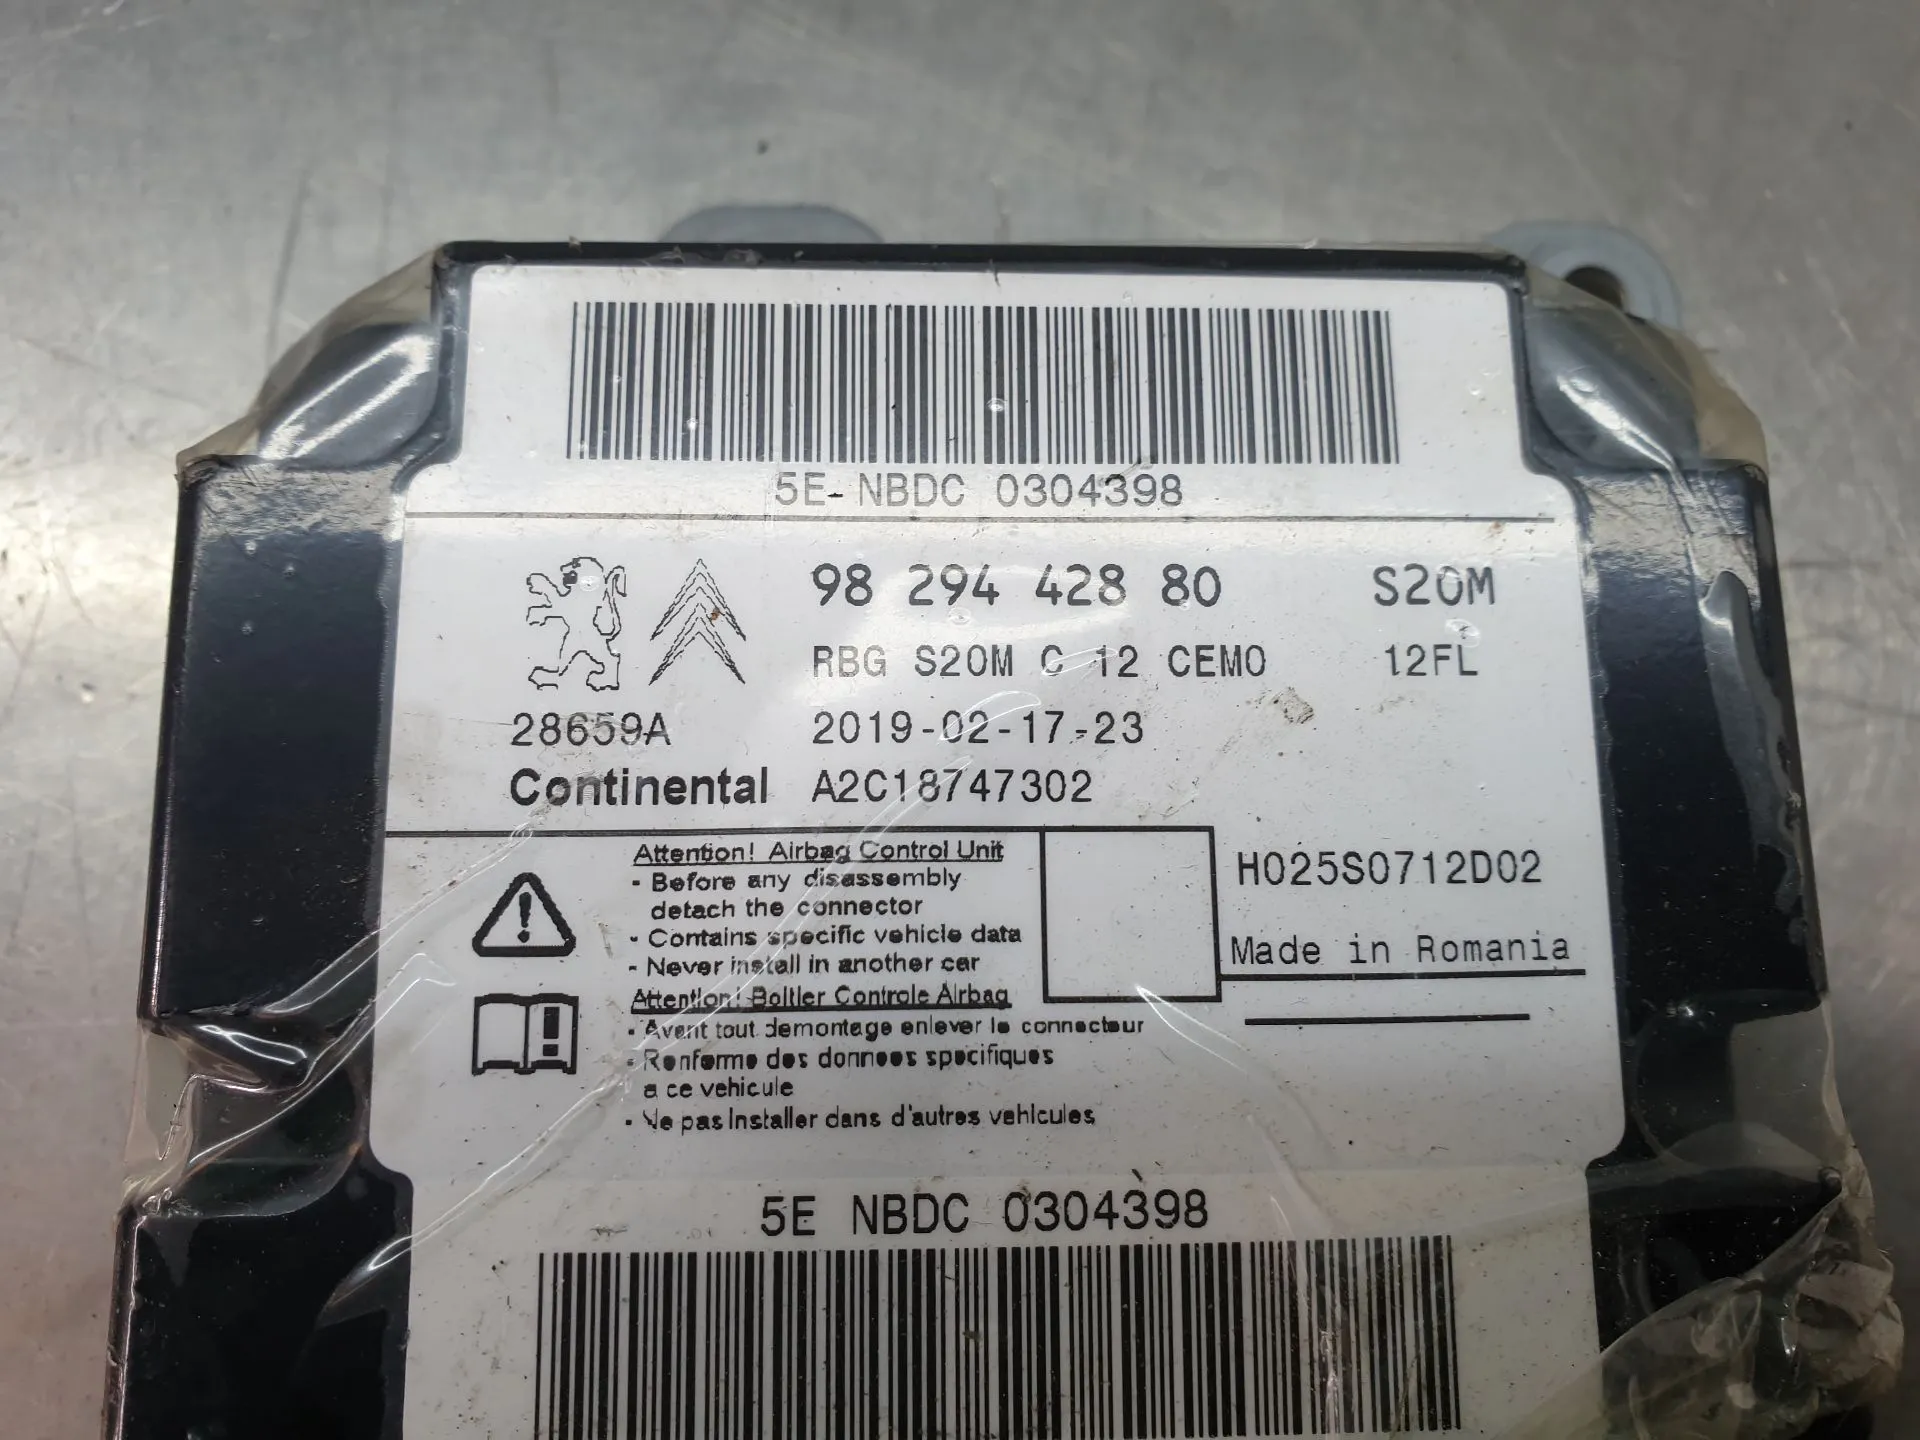 5E NBDC 0304398
98 294 428 80 S20M
RBG S20M C 12 CEMO 12FL
28659A 2019-02-17-23
Continental A2C18747302
Attention! Airbag Control Unit
- Before any disassembly
detach the connector
- Contains specific vehicle data
- Never install in another car
H025S0712D02
Made in Romania
Attention! Boîtier Controle Airbag
- Avant tout demontage enlever le connecteur
- Renferme des donnees specifiques
a ce vehicule
- Ne pas installer dans d'autres vehicules
5E NBDC 0304398